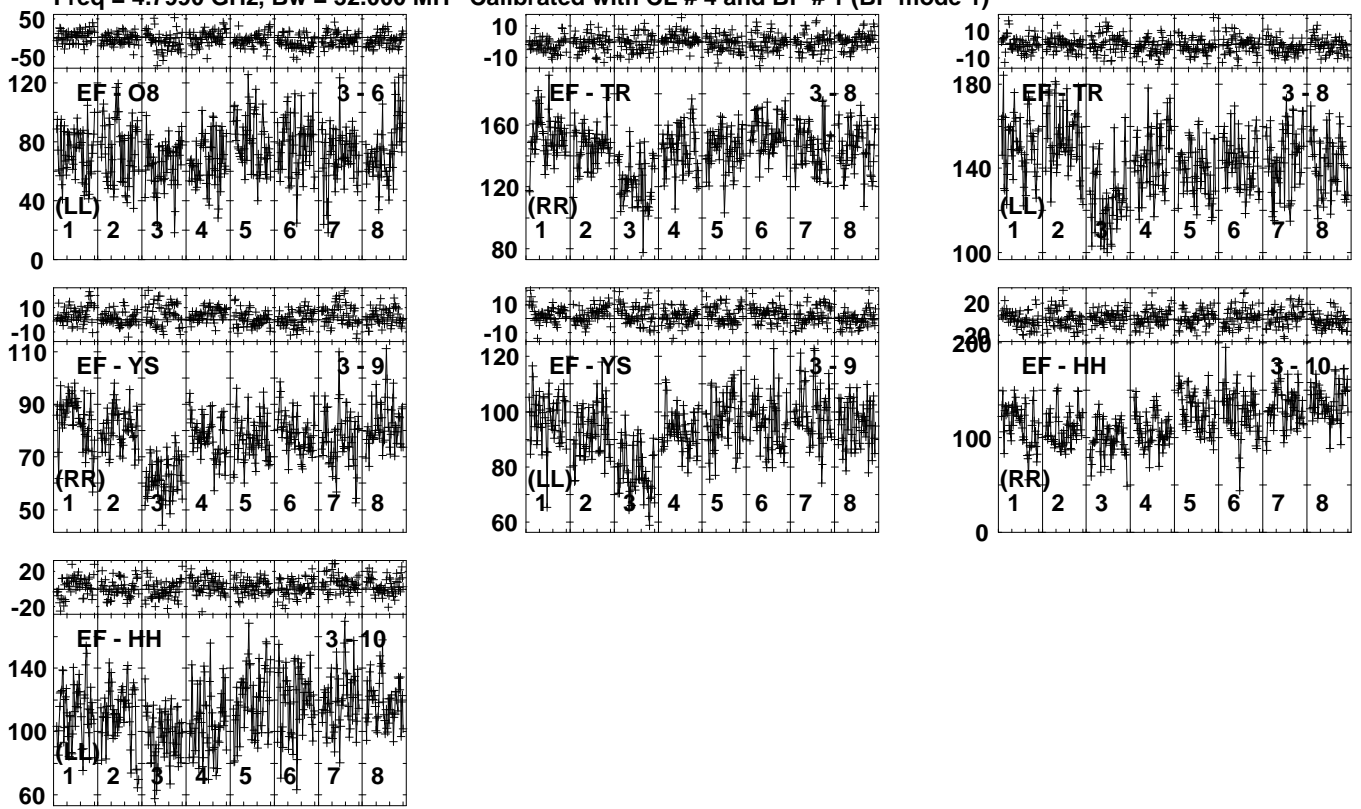 Freq = GHz, Bw = 32.000 MH Calibrated with CL # 4 and BP # 1 (BP mode 1)
50
-50
120
80
40
0
EF - O8 3 - 6
(LL)
1 2 3 4 5 6 7 8
10
-10
160
120
80
EF - TR 3 - 8
(RR)
1 2 3 4 5 6 7 8
10
-10
180
140
100
EF - TR 3 - 8
(LL)
1 2 3 4 5 6 7 8
10
-10
110
90
70
50
EF - YS 3 - 9
(RR)
1 2 3 4 5 6 7 8
10
-10
120
100
80
60
EF - YS 3 - 9
(LL)
1 2 3 4 5 6 7 8
20
200
100
0
EF - HH 3 - 10
(RR)
1 2 3 4 5 6 7 8
20
-20
140
100
60
EF - HH 3 - 10
(LL)
1 2 3 4 5 6 7 8